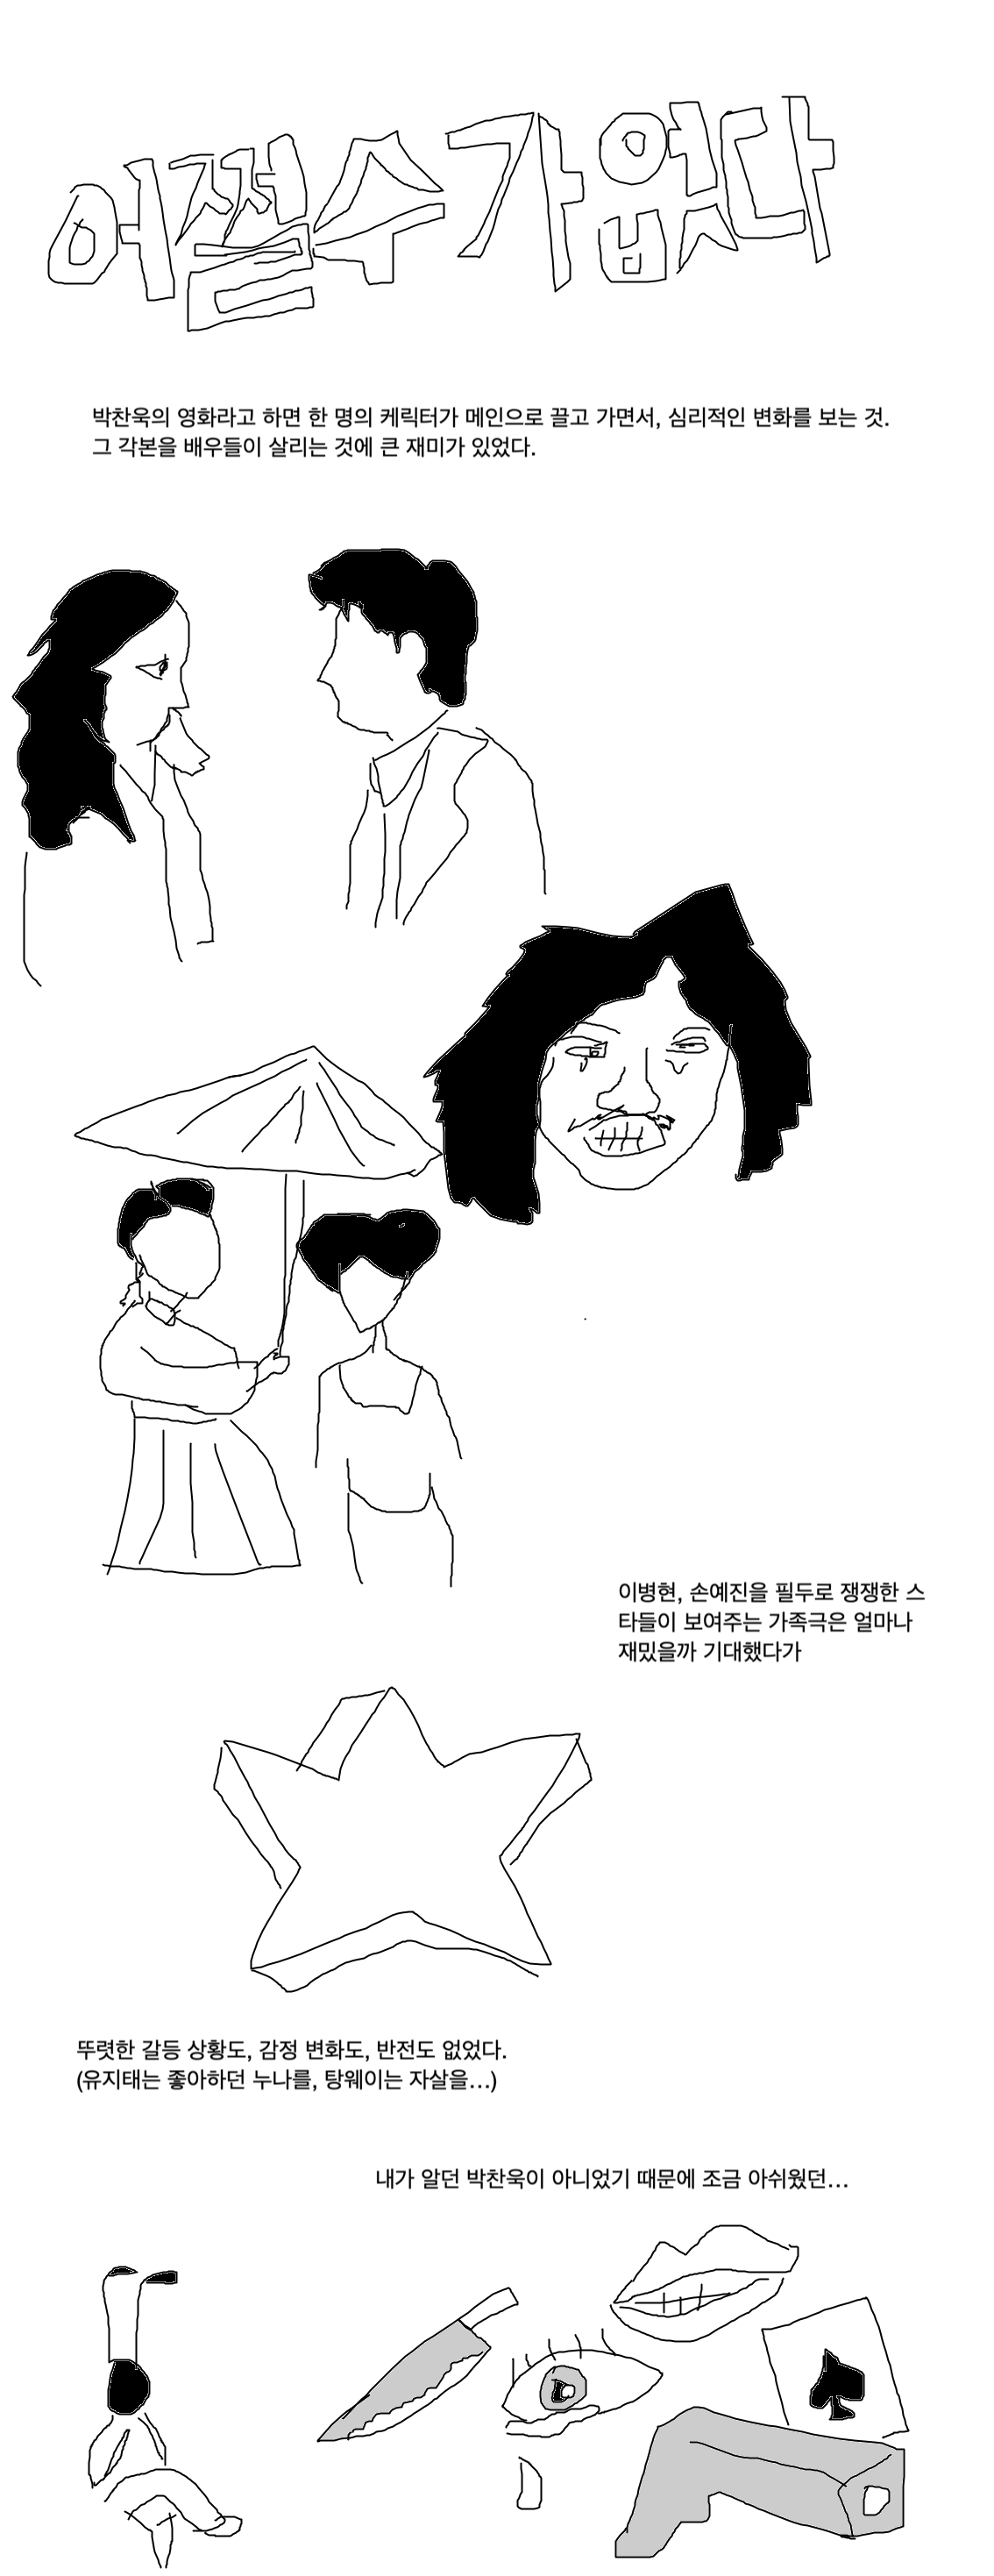 어쩔수가없다
박찬욱의 영화라고 하면 한 명의 케릭터가 메인으로 끌고 가면서, 심리적인 변화를 보는 것.
그 각본을 배우들이 살리는 것에 큰 재미가 있었다.
이병현, 손예진을 필두로 쟁쟁한 스
타들이 보여주는 가족극은 얼마나
재밌을까 기대했다가
뚜렷한 갈등 상황도, 감정 변화도, 반전도 없었다.
(유지태는 좋아하던 누나를, 탕웨이는 자살을...)
내가 알던 박찬욱이 아니었기 때문에 조금 아쉬웠던...